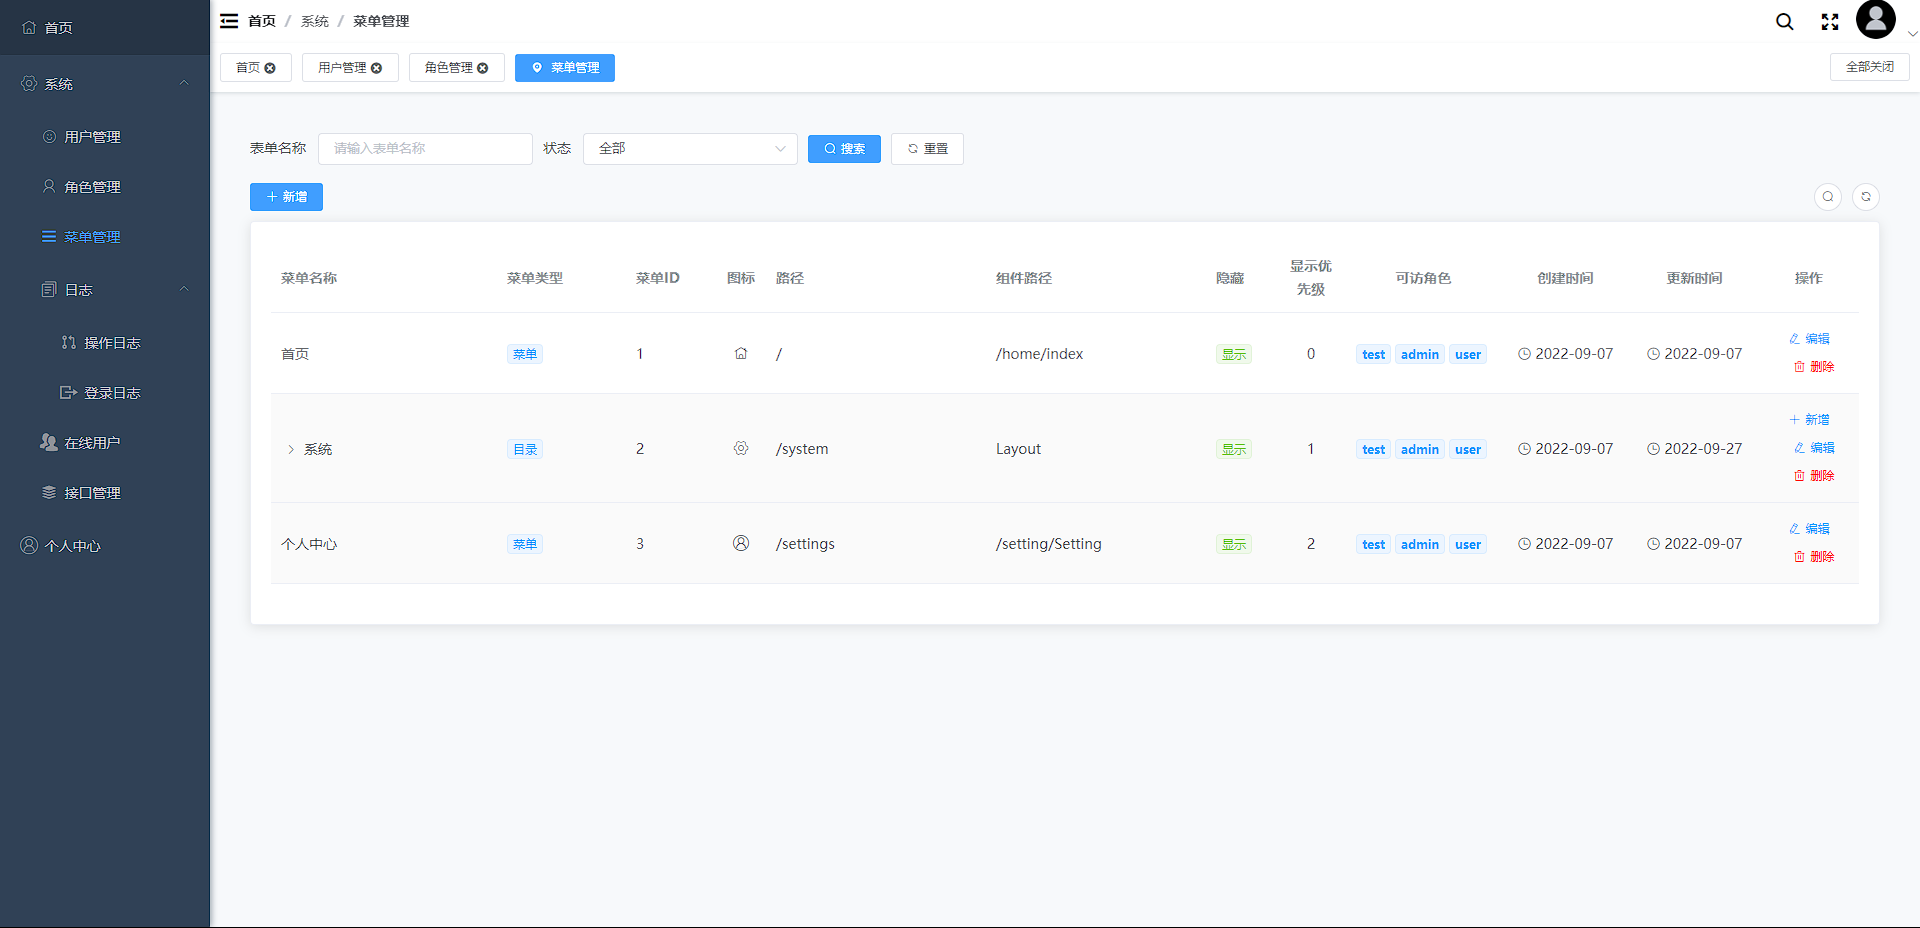 首页
系统
用户管理
角色管理
菜单管理
日志
操作日志
登录日志
在线用户
接口管理
个人中心
首页 / 系统 / 菜单管理
首页 用户管理 角色管理 菜单管理 全部关闭
表单名称 请输入表单名称 状态 全部 搜索 重置
新增
菜单名称 菜单类型 菜单ID 图标 路径 组件路径 隐藏 显示优先级 可访角色 创建时间 更新时间 操作
首页 菜单 1 / /home/index 显示 0 test admin user 2022-09-07 2022-09-07 编辑 删除
系统 目录 2 /system Layout 显示 1 test admin user 2022-09-07 2022-09-27 新增 编辑 删除
个人中心 菜单 3 /settings /setting/Setting 显示 2 test admin user 2022-09-07 2022-09-07 编辑 删除